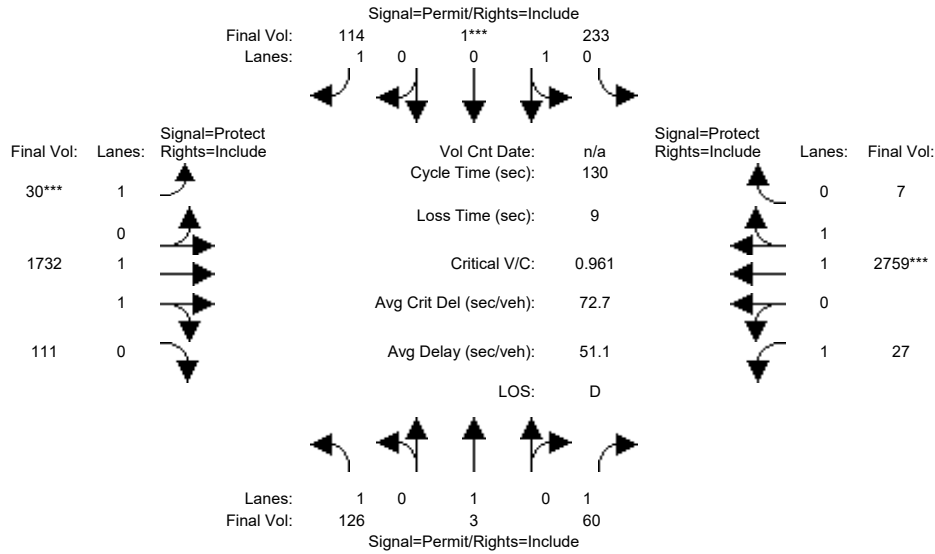 Signal=Permit/Rights=Include
Final Vol: 114 1*** 233
Lanes: 1 0 0 1 0
Signal=Protect
Final Vol: Lanes: Rights=Include
Vol Cnt Date: n/a
Signal=Protect
Rights=Include Lanes: Final Vol:
Cycle Time (sec): 130
30*** 1
0 7
Loss Time (sec): 9
0
1
1732 1
Critical V/C: 0.961
1 2759***
1
Avg Crit Del (sec/veh): 72.7
0
111 0
Avg Delay (sec/veh): 51.1
1 27
LOS: D
Lanes: 1 0 1 0 1
Final Vol: 126 3 60
Signal=Permit/Rights=Include